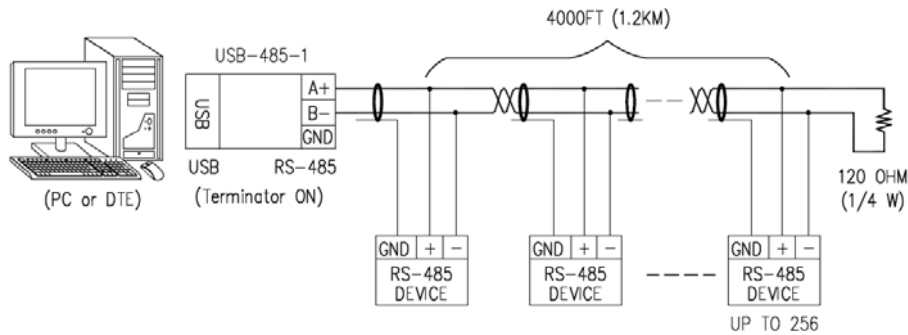 4000FT (1.2KM)
USB-485-1
USB
A+
B-
GND
USB
RS-485
(PC or DTE)
(Terminator ON)
120 OHM
(1/4 W)
GND + -
RS-485
DEVICE
GND + -
RS-485
DEVICE
GND + -
RS-485
DEVICE
UP TO 256